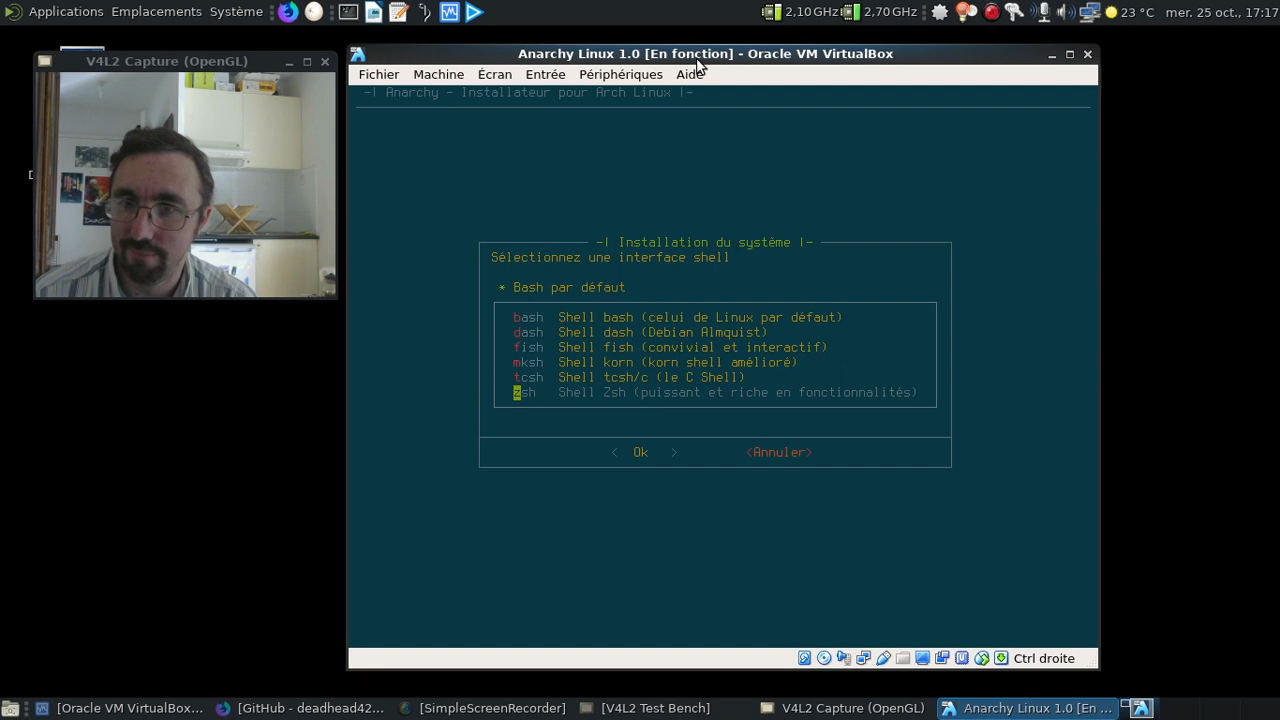 Applications Emplacements Système
2,10 GHz 2,70 GHz 23 °C mer. 25 oct., 17:17
V4L2 Capture (OpenGL)
Anarchy Linux 1.0 [En fonction] - Oracle VM VirtualBox
Fichier Machine Écran Entrée Périphériques Aide
-| Anarchy - Installateur pour Arch Linux |-
-| Installation du système |-
Sélectionnez une interface shell
* Bash par défaut
bash Shell bash (celui de Linux par défaut)
dash Shell dash (Debian Almquist)
fish Shell fish (convivial et interactif)
mksh Shell korn (korn shell amélioré)
tcsh Shell tcsh/c (le C Shell)
zsh Shell Zsh (puissant et riche en fonctionnalités)
< Ok > <Annuler>
Ctrl droite
[Oracle VM VirtualBox... [GitHub - deadhead42... [SimpleScreenRecorder] [V4L2 Test Bench] V4L2 Capture (OpenGL) Anarchy Linux 1.0 [En ...